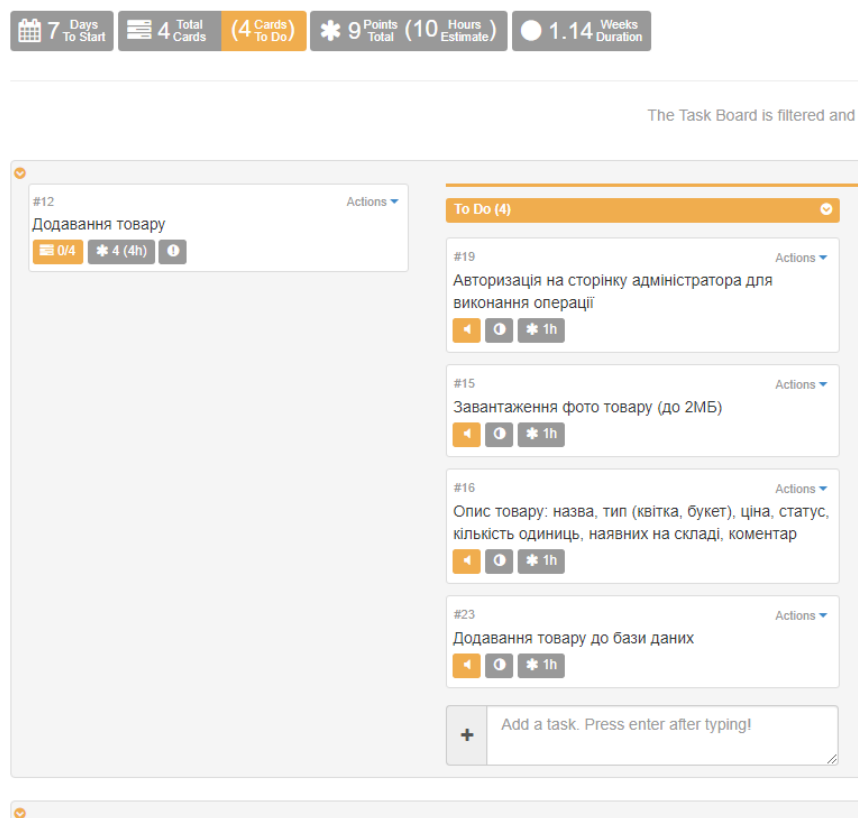 7 Days To Start 4 Total Cards (4 Cards To Do) 9 Points Total (10 Hours Estimate) 1.14 Weeks Duration
The Task Board is filtered and
#12 Actions
Додавання товару
0/4 4 (4h)
To Do (4)
#19 Actions
Авторизація на сторінку адміністратора для
виконання операції
1h
#15 Actions
Завантаження фото товару (до 2МБ)
1h
#16 Actions
Опис товару: назва, тип (квітка, букет), ціна, статус,
кількість одиниць, наявних на складі, коментар
1h
#23 Actions
Додавання товару до бази даних
1h
Add a task. Press enter after typing!